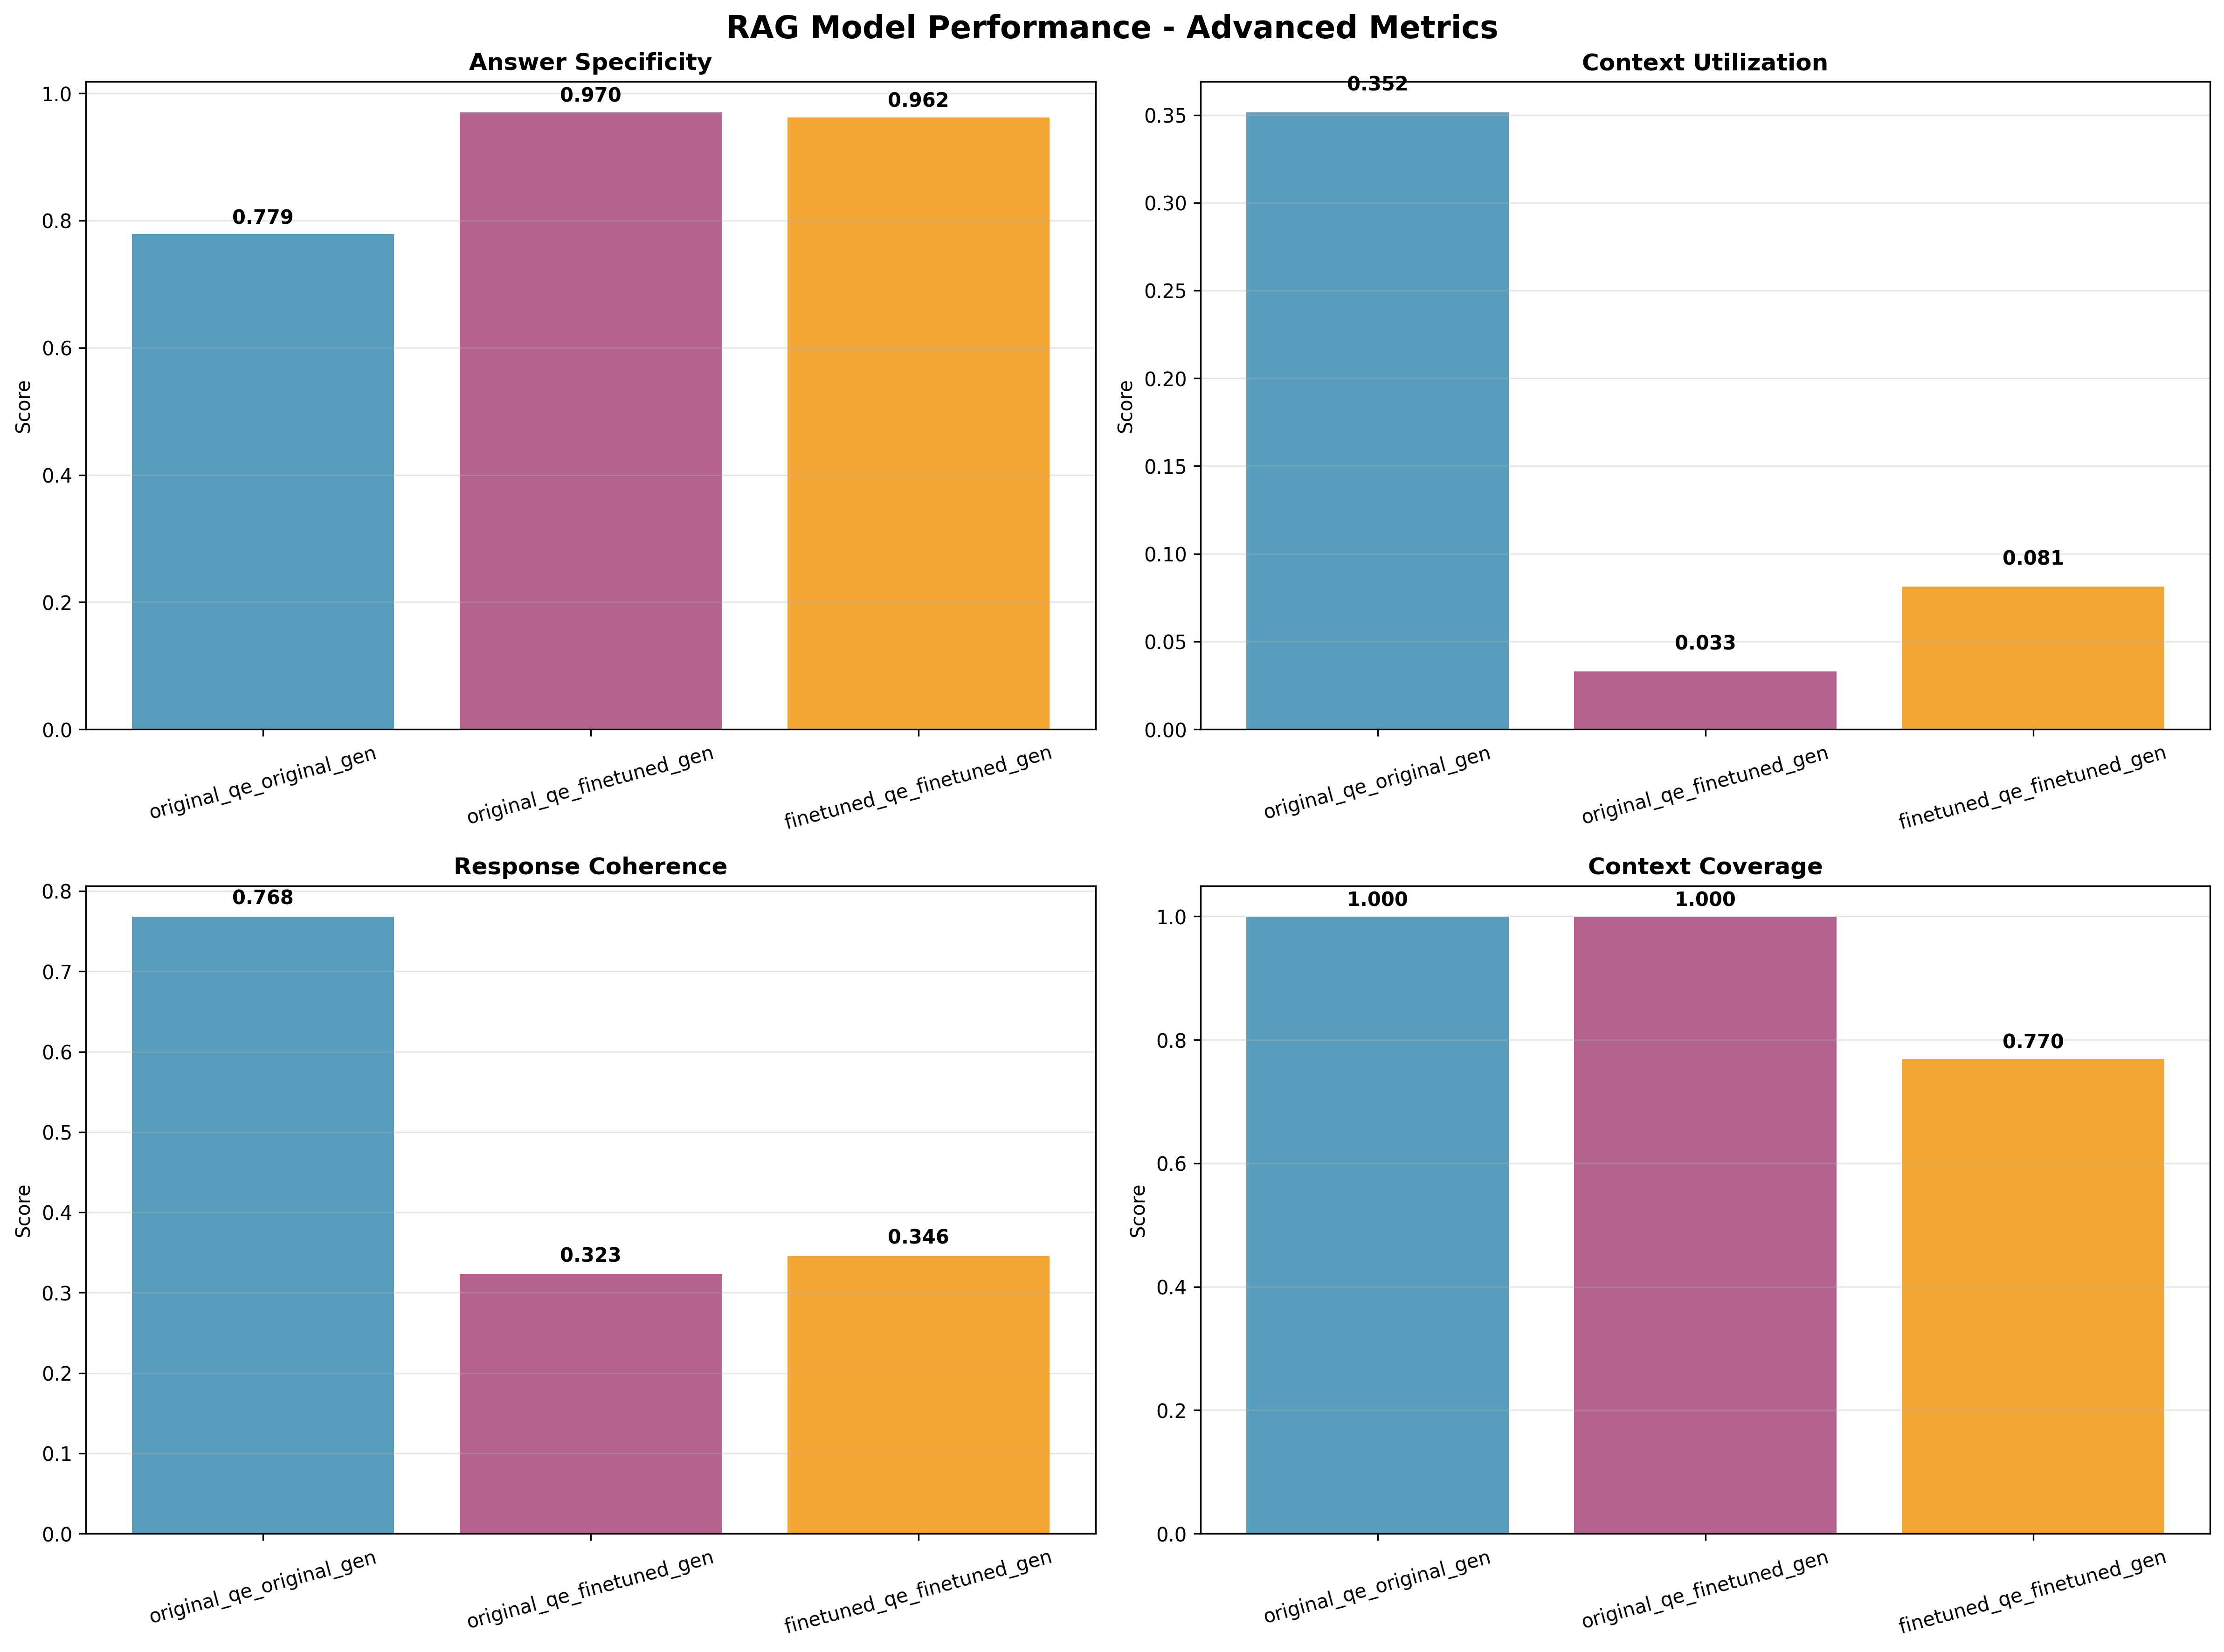 RAG Model Performance - Advanced Metrics
Answer Specificity
Score
1.0
0.8
0.6
0.4
0.2
0.0
0.779
0.970
0.962
original_qe_original_gen
original_qe_finetuned_gen
finetuned_qe_finetuned_gen
Context Utilization
Score
0.35
0.30
0.25
0.20
0.15
0.10
0.05
0.00
0.352
0.033
0.081
original_qe_original_gen
original_qe_finetuned_gen
finetuned_qe_finetuned_gen
Response Coherence
Score
0.8
0.7
0.6
0.5
0.4
0.3
0.2
0.1
0.0
0.768
0.323
0.346
original_qe_original_gen
original_qe_finetuned_gen
finetuned_qe_finetuned_gen
Context Coverage
Score
1.0
0.8
0.6
0.4
0.2
0.0
1.000
1.000
0.770
original_qe_original_gen
original_qe_finetuned_gen
finetuned_qe_finetuned_gen